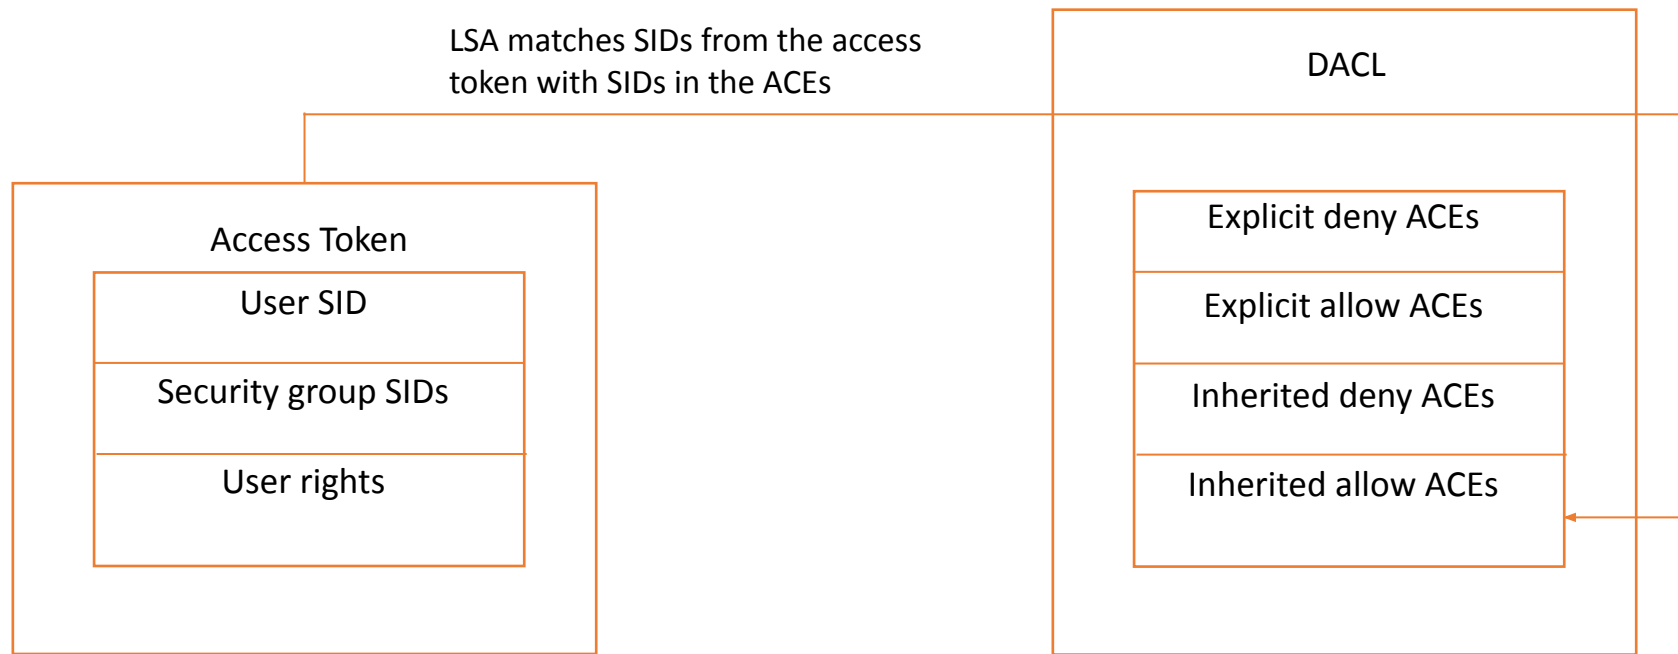 LSA matches SIDs from the access
token with SIDs in the ACEs
DACL
Access Token
User SID
Security group SIDs
User rights
Explicit deny ACEs
Explicit allow ACEs
Inherited deny ACEs
Inherited allow ACEs